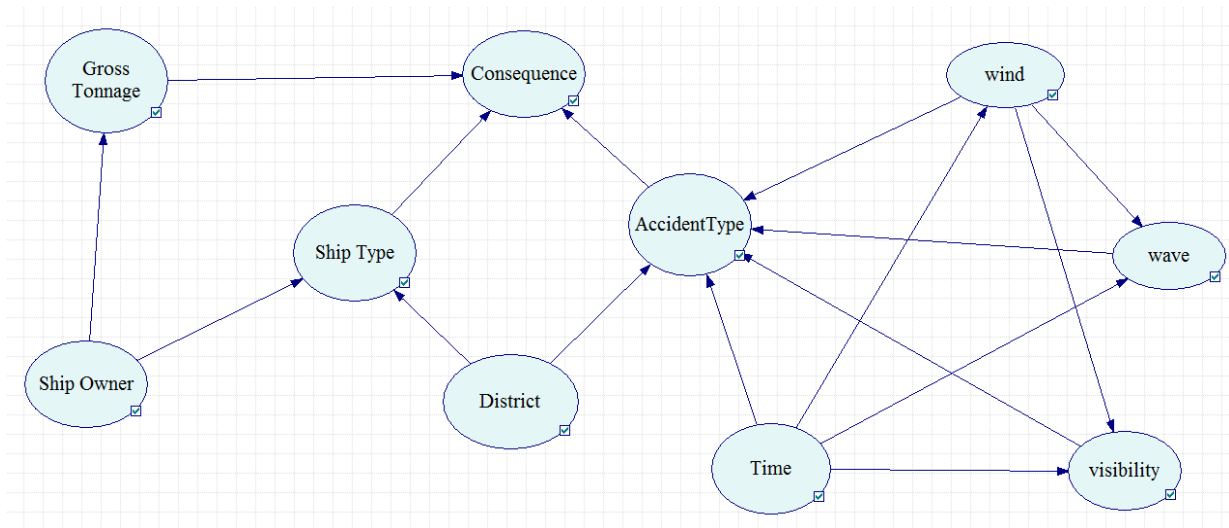 Gross
Tonnage
Consequence
wind
AccidentType
Ship Type
wave
Ship Owner
District
Time
visibility